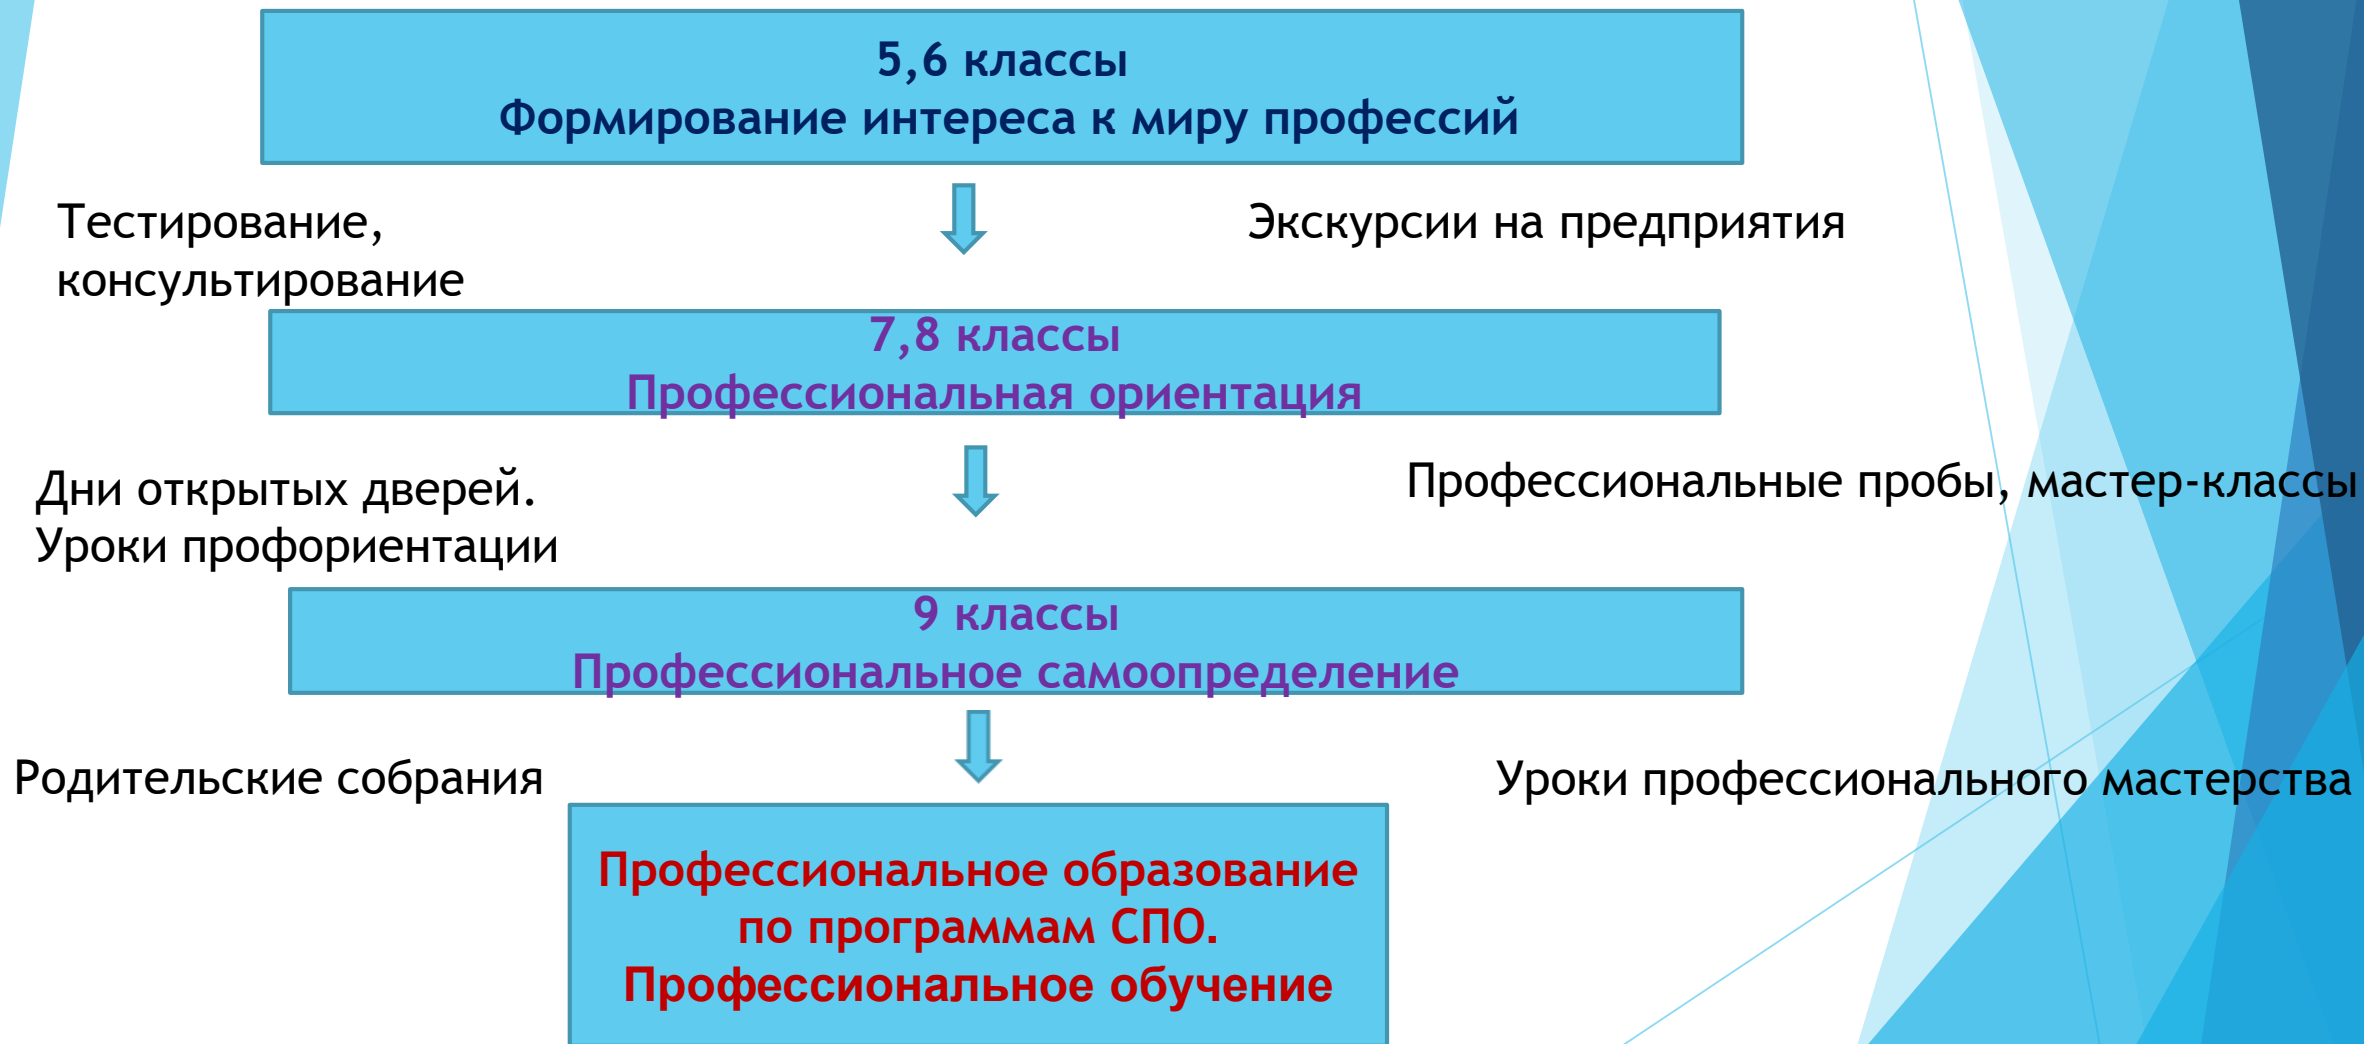 5,6 классы
Формирование интереса к миру профессий
Тестирование,
консультирование
Экскурсии на предприятия
7,8 классы
Профессиональная ориентация
Дни открытых дверей.
Уроки профориентации
Профессиональные пробы, мастер-классы
9 классы
Профессиональное самоопределение
Родительские собрания
Уроки профессионального мастерства
Профессиональное образование
по программам СПО.
Профессиональное обучение